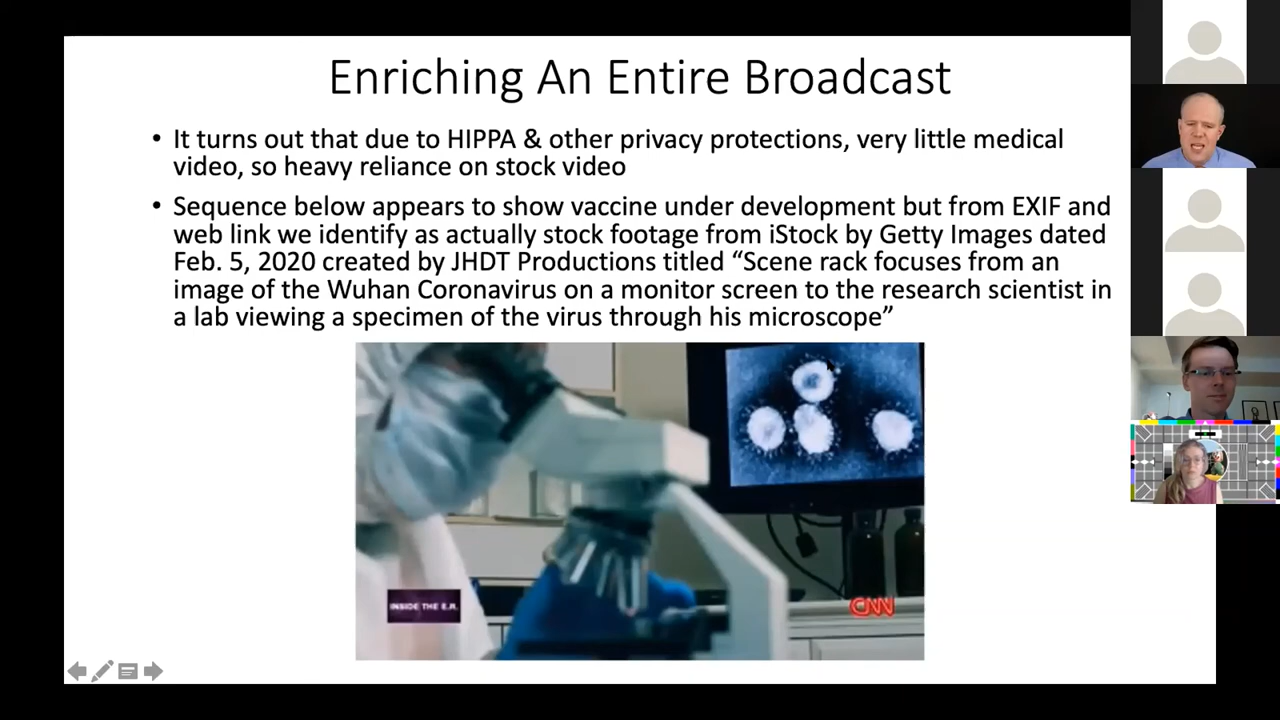 Enriching An Entire Broadcast
• It turns out that due to HIPPA & other privacy protections, very little medical
video, so heavy reliance on stock video
• Sequence below appears to show vaccine under development but from EXIF and
web link we identify as actually stock footage from iStock by Getty Images dated
Feb. 5, 2020 created by JHDT Productions titled “Scene rack focuses from an
image of the Wuhan Coronavirus on a monitor screen to the research scientist in
a lab viewing a specimen of the virus through his microscope”
INSIDE THE E.R.
CNN